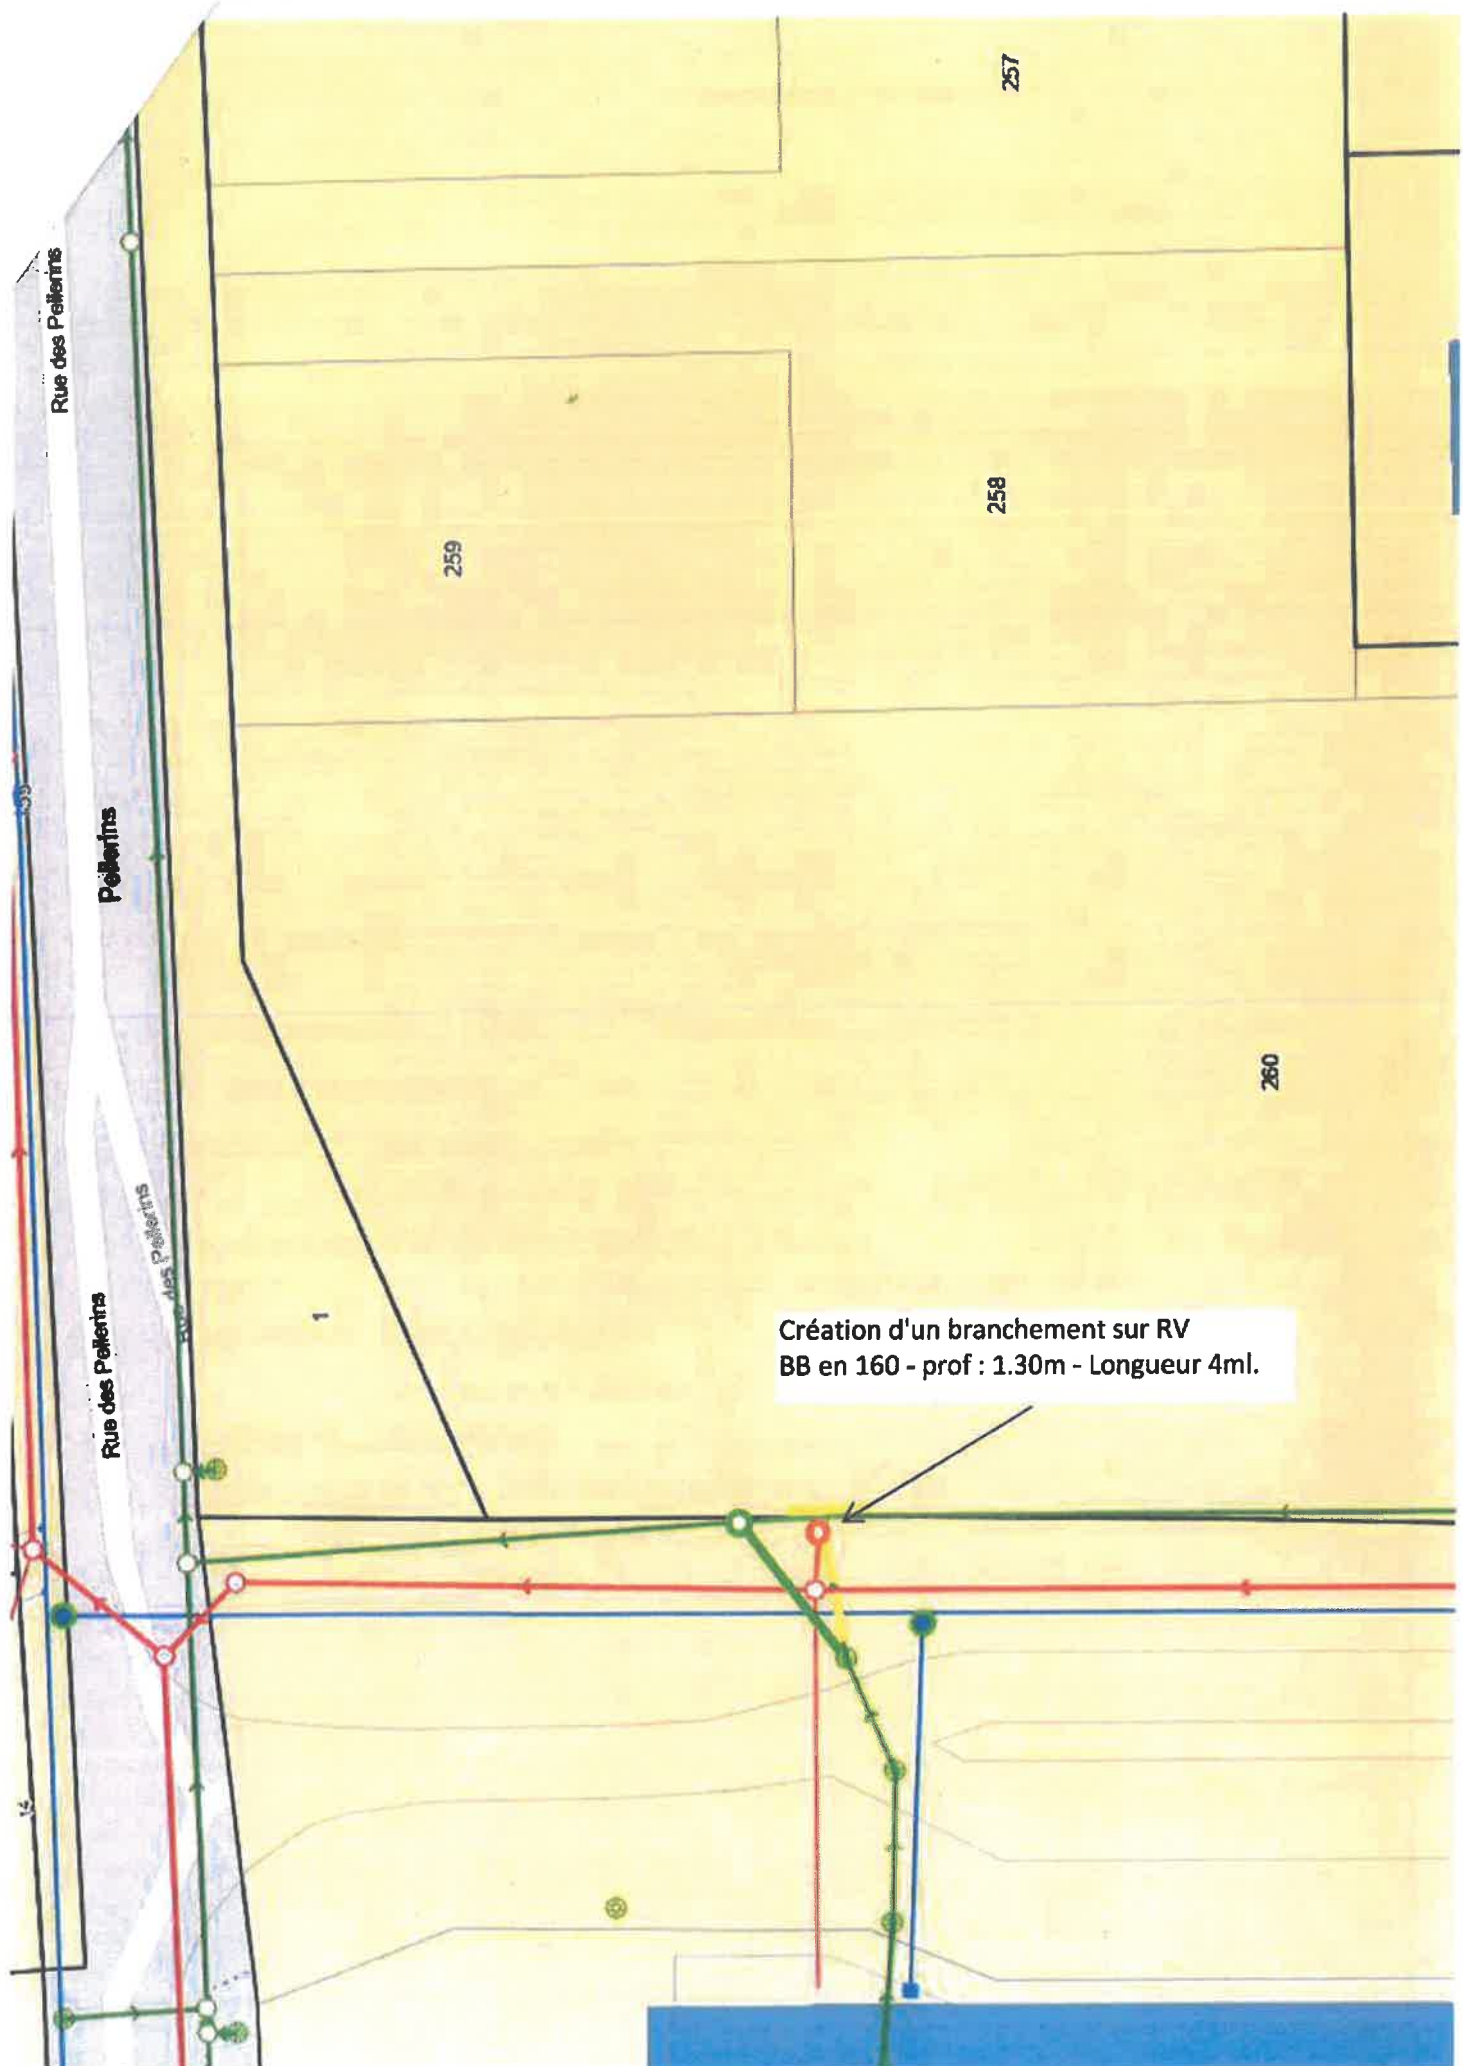 257
Rue des Pellerins
258
259
Pellerins
260
Rue des Pellerins
Rue des Pellerins
1
Création d'un branchement sur RV
BB en 160 - prof : 1.30m - Longueur 4ml.
14